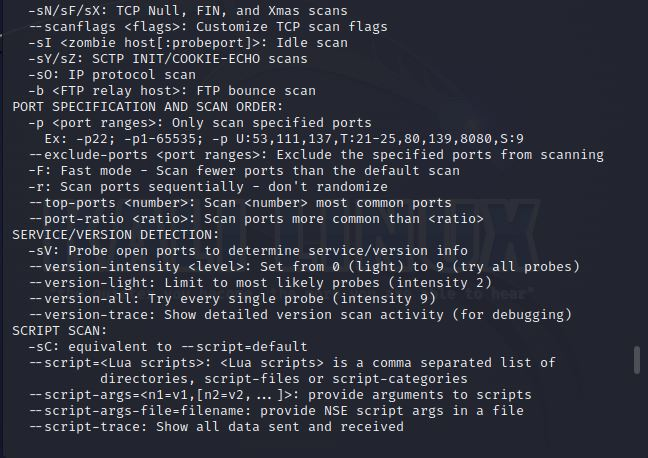 -sN/sF/sX: TCP Null, FIN, and Xmas scans
--scanflags <flags>: Customize TCP scan flags
-sI <zombie host[:probeport]>: Idle scan
-sY/sZ: SCTP INIT/COOKIE-ECHO scans
-sO: IP protocol scan
-b <FTP relay host>: FTP bounce scan
PORT SPECIFICATION AND SCAN ORDER:
-p <port ranges>: Only scan specified ports
Ex: -p22; -p1-65535; -p U:53,111,137,T:21-25,80,139,8080,S:9
--exclude-ports <port ranges>: Exclude the specified ports from scanning
-F: Fast mode - Scan fewer ports than the default scan
-r: Scan ports sequentially - don't randomize
--top-ports <number>: Scan <number> most common ports
--port-ratio <ratio>: Scan ports more common than <ratio>
SERVICE/VERSION DETECTION:
-sV: Probe open ports to determine service/version info
--version-intensity <level>: Set from 0 (light) to 9 (try all probes)
--version-light: Limit to most likely probes (intensity 2)
--version-all: Try every single probe (intensity 9)
--version-trace: Show detailed version scan activity (for debugging)
SCRIPT SCAN:
-sC: equivalent to --script=default
--script=<Lua scripts>: <Lua scripts> is a comma separated list of
directories, script-files or script-categories
--script-args=<n1=v1,[n2=v2,...]>: provide arguments to scripts
--script-args-file=filename: provide NSE script args in a file
--script-trace: Show all data sent and received